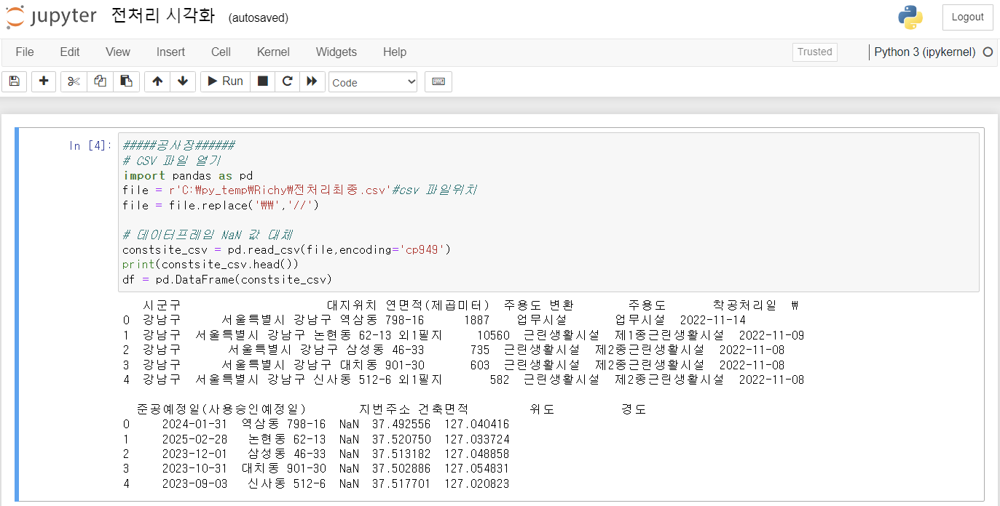 jupyter 전처리 시각화 (autosaved) Logout
File Edit View Insert Cell Kernel Widgets Help Trusted Python 3 (ipykernel)
Run Code
In [4]: #####공사장######
# CSV 파일 열기
import pandas as pd
file = r'C:₩py_temp₩Richy₩전처리최종.csv'#csv 파일위치
file = file.replace('₩₩','//')
# 데이터프레임 NaN 값 대체
constsite_csv = pd.read_csv(file,encoding='cp949')
print(constsite_csv.head())
df = pd.DataFrame(constsite_csv)
시군구 대지위치 연면적(제곱미터) 주용도 변환 주용도 착공처리일 ₩
0 강남구 서울특별시 강남구 역삼동 798-16 1887 업무시설 업무시설 2022-11-14
1 강남구 서울특별시 강남구 논현동 62-13 외1필지 10560 근린생활시설 제1종근린생활시설 2022-11-09
2 강남구 서울특별시 강남구 삼성동 46-33 735 근린생활시설 제2종근린생활시설 2022-11-08
3 강남구 서울특별시 강남구 대치동 901-30 603 근린생활시설 제2종근린생활시설 2022-11-08
4 강남구 서울특별시 강남구 신사동 512-6 외1필지 582 근린생활시설 제2종근린생활시설 2022-11-08
준공예정일(사용승인예정일) 지번주소 건축면적 위도 경도
0 2024-01-31 역삼동 798-16 NaN 37.492556 127.040416
1 2025-02-28 논현동 62-13 NaN 37.520750 127.033724
2 2023-12-01 삼성동 46-33 NaN 37.513182 127.048858
3 2023-10-31 대치동 901-30 NaN 37.502886 127.054831
4 2023-09-03 신사동 512-6 NaN 37.517701 127.020823